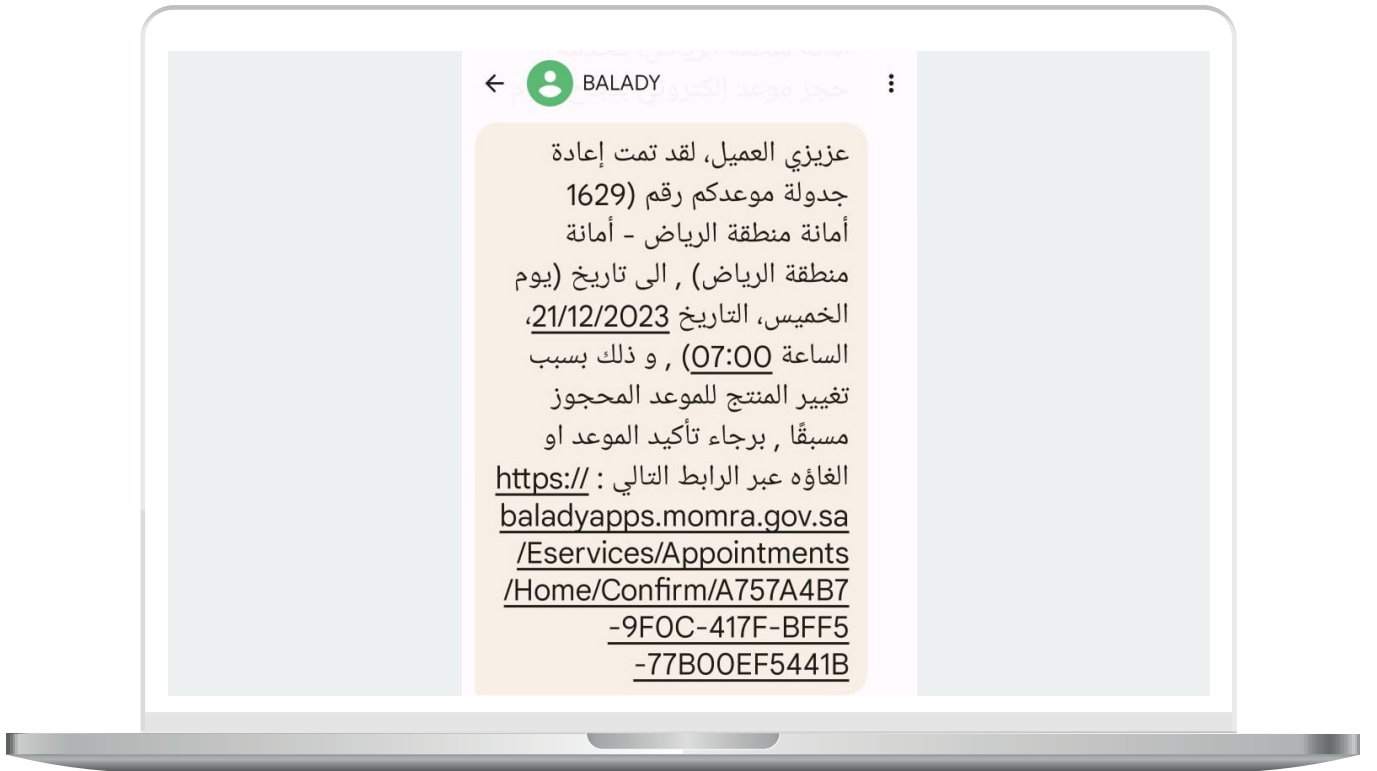 BALADY
عزيزي العميل، لقد تمت إعادة
جدولة موعدكم رقم (1629
أمانة منطقة الرياض - أمانة
منطقة الرياض) , الى تاريخ (يوم
الخميس، التاريخ 21/12/2023،
الساعة 07:00) , و ذلك بسبب
تغيير المنتج للموعد المحجوز
مسبقًا , برجاء تأكيد الموعد او
الغاؤه عبر الرابط التالي : https://
baladyapps.momra.gov.sa
/Eservices/Appointments
/Home/Confirm/A757A4B7
-9F0C-417F-BFF5
-77B00EF5441B